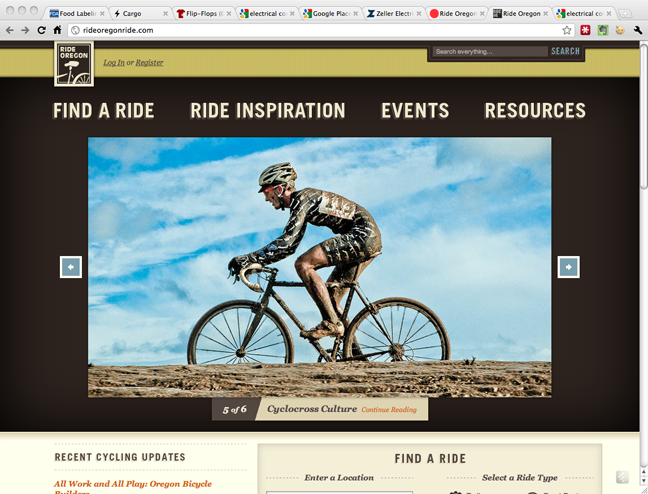 Food Labelin
Cargo
Flip-Flops (
electrical co
Google Place
Zeller Electri
Ride Oregon
Ride Oregon
electrical co
rideoregonride.com
RIDE
OREGON
Log In or Register
Search everything...
SEARCH
FIND A RIDE
RIDE INSPIRATION
EVENTS
RESOURCES
5 of 6
Cyclocross Culture Continue Reading
RECENT CYCLING UPDATES
All Work and All Play: Oregon Bicycle
Builders
FIND A RIDE
Enter a Location
Select a Ride Type